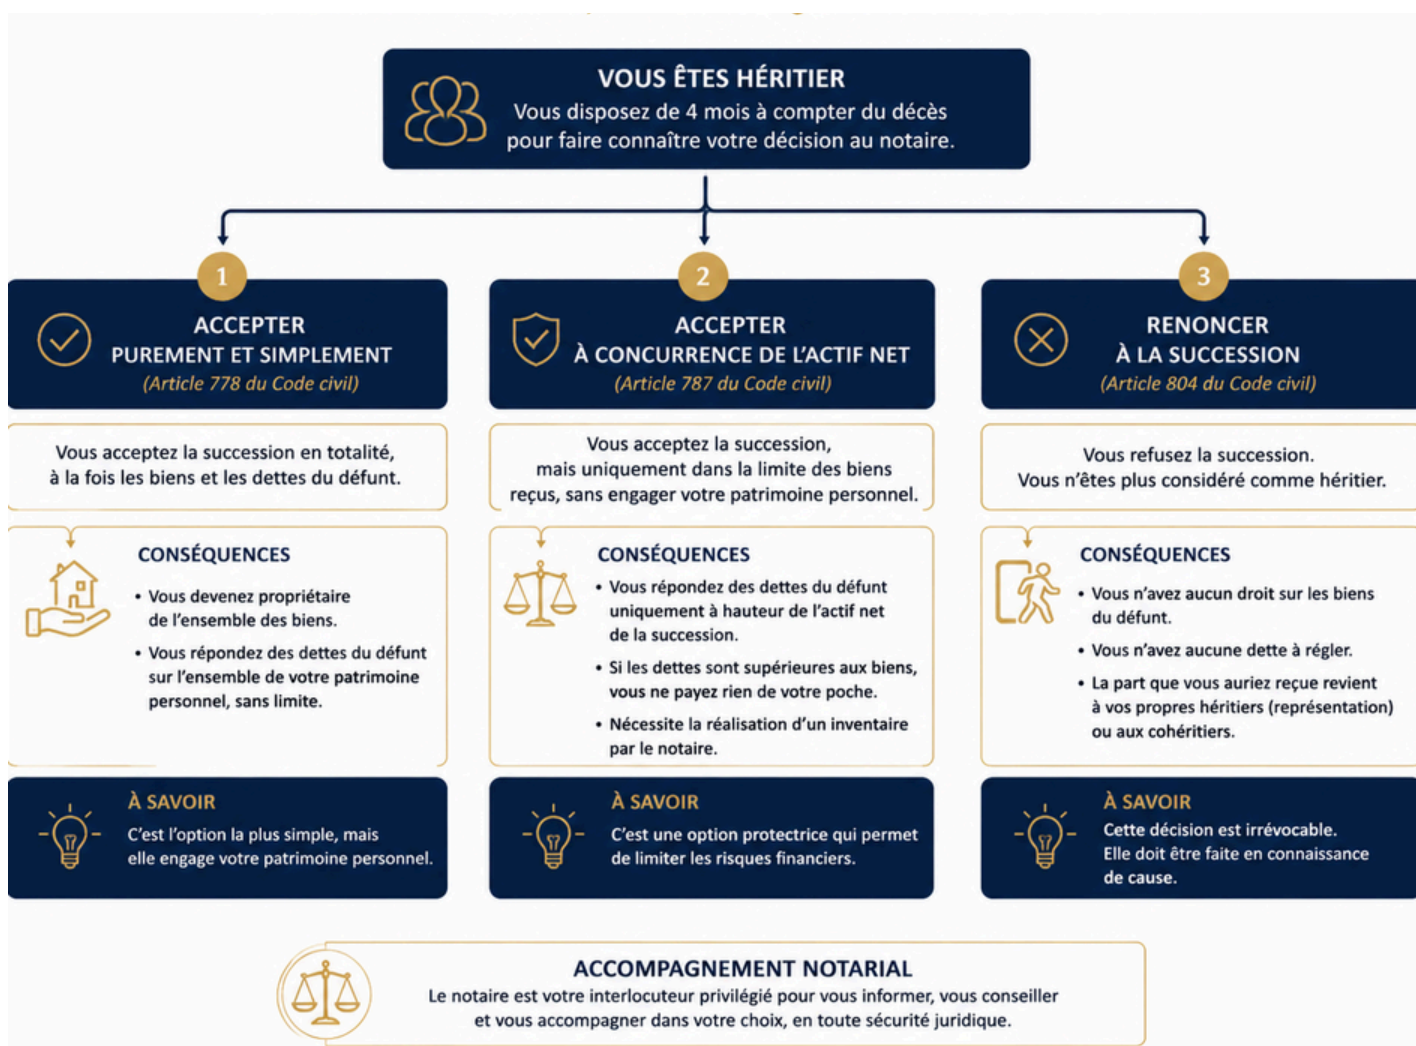 VOUS ÊTES HÉRITIER
Vous disposez de 4 mois à compter du décès
pour faire connaître votre décision au notaire.
1
ACCEPTER
PUREMENT ET SIMPLEMENT
(Article 778 du Code civil)
Vous acceptez la succession en totalité,
à la fois les biens et les dettes du défunt.
CONSÉQUENCES
• Vous devenez propriétaire
de l’ensemble des biens.
• Vous répondez des dettes du défunt
sur l’ensemble de votre patrimoine
personnel, sans limite.
À SAVOIR
C’est l’option la plus simple, mais
elle engage votre patrimoine personnel.
2
ACCEPTER
À CONCURRENCE DE L’ACTIF NET
(Article 787 du Code civil)
Vous acceptez la succession,
mais uniquement dans la limite des biens
reçus, sans engager votre patrimoine personnel.
CONSÉQUENCES
• Vous répondez des dettes du défunt
uniquement à hauteur de l’actif net
de la succession.
• Si les dettes sont supérieures aux biens,
vous ne payez rien de votre poche.
• Nécessite la réalisation d’un inventaire
par le notaire.
À SAVOIR
C’est une option protectrice qui permet
de limiter les risques financiers.
3
RENONCER
À LA SUCCESSION
(Article 804 du Code civil)
Vous refusez la succession.
Vous n’êtes plus considéré comme héritier.
CONSÉQUENCES
• Vous n’avez aucun droit sur les biens
du défunt.
• Vous n’avez aucune dette à régler.
• La part que vous auriez reçue revient
à vos propres héritiers (représentation)
ou aux cohéritiers.
À SAVOIR
Cette décision est irrévocable.
Elle doit être faite en connaissance
de cause.
ACCOMPAGNEMENT NOTARIAL
Le notaire est votre interlocuteur privilégié pour vous informer, vous conseiller
et vous accompagner dans votre choix, en toute sécurité juridique.